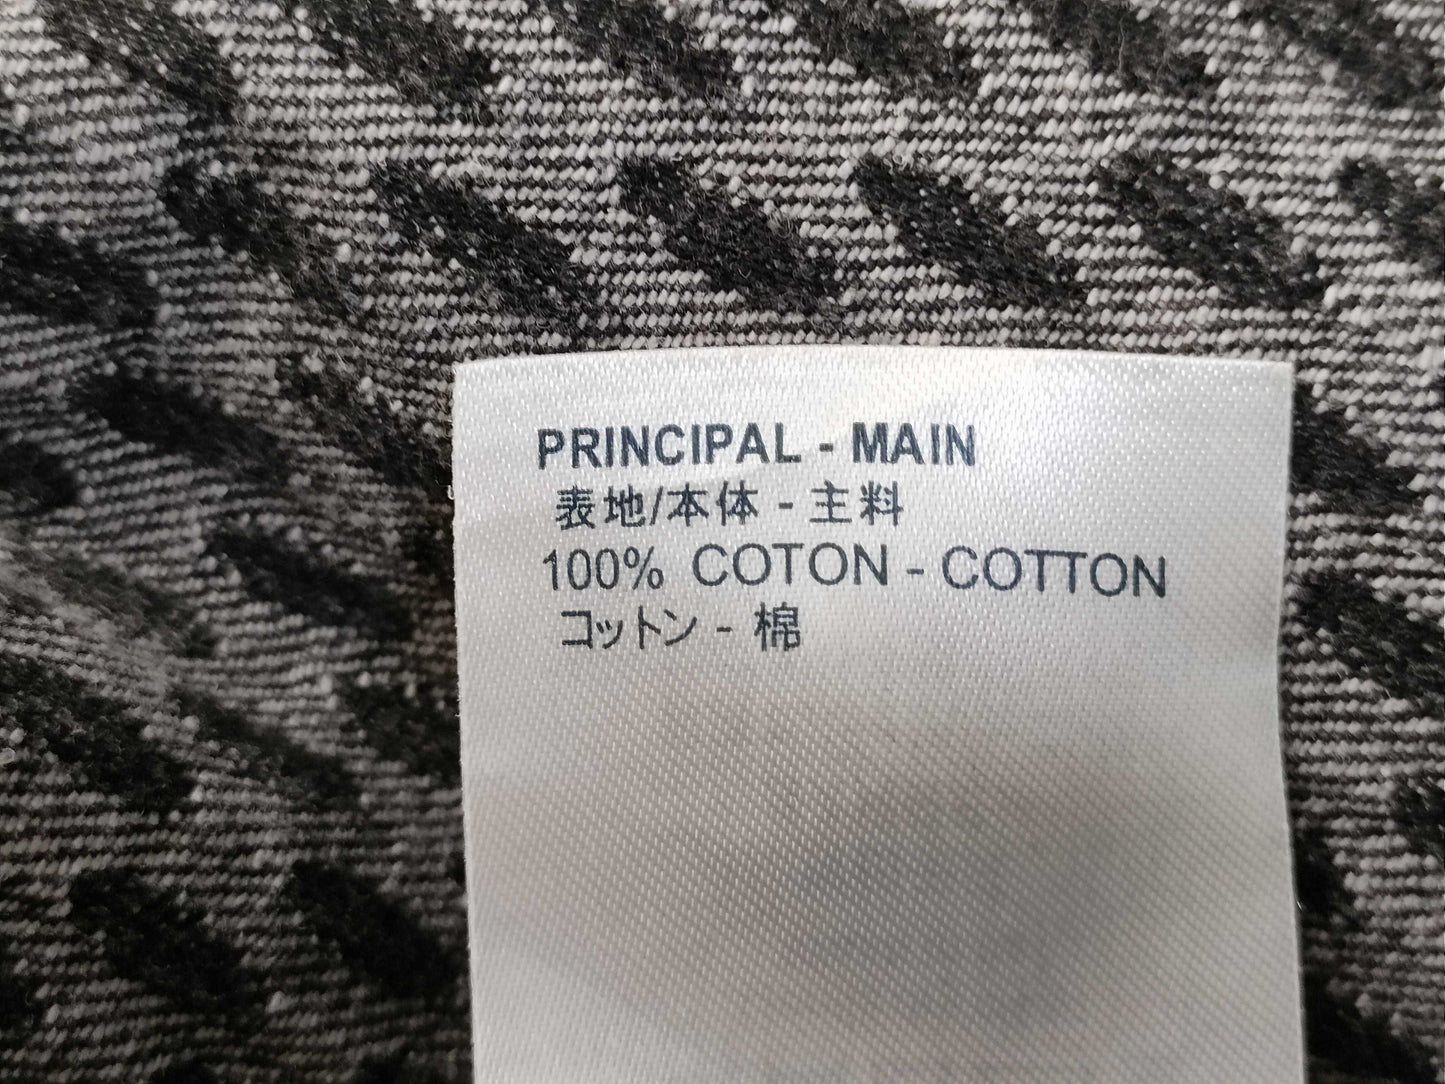 PRINCIPAL - MAIN
表地/本体 - 主料
100% COTON - COTTON
コットン - 棉